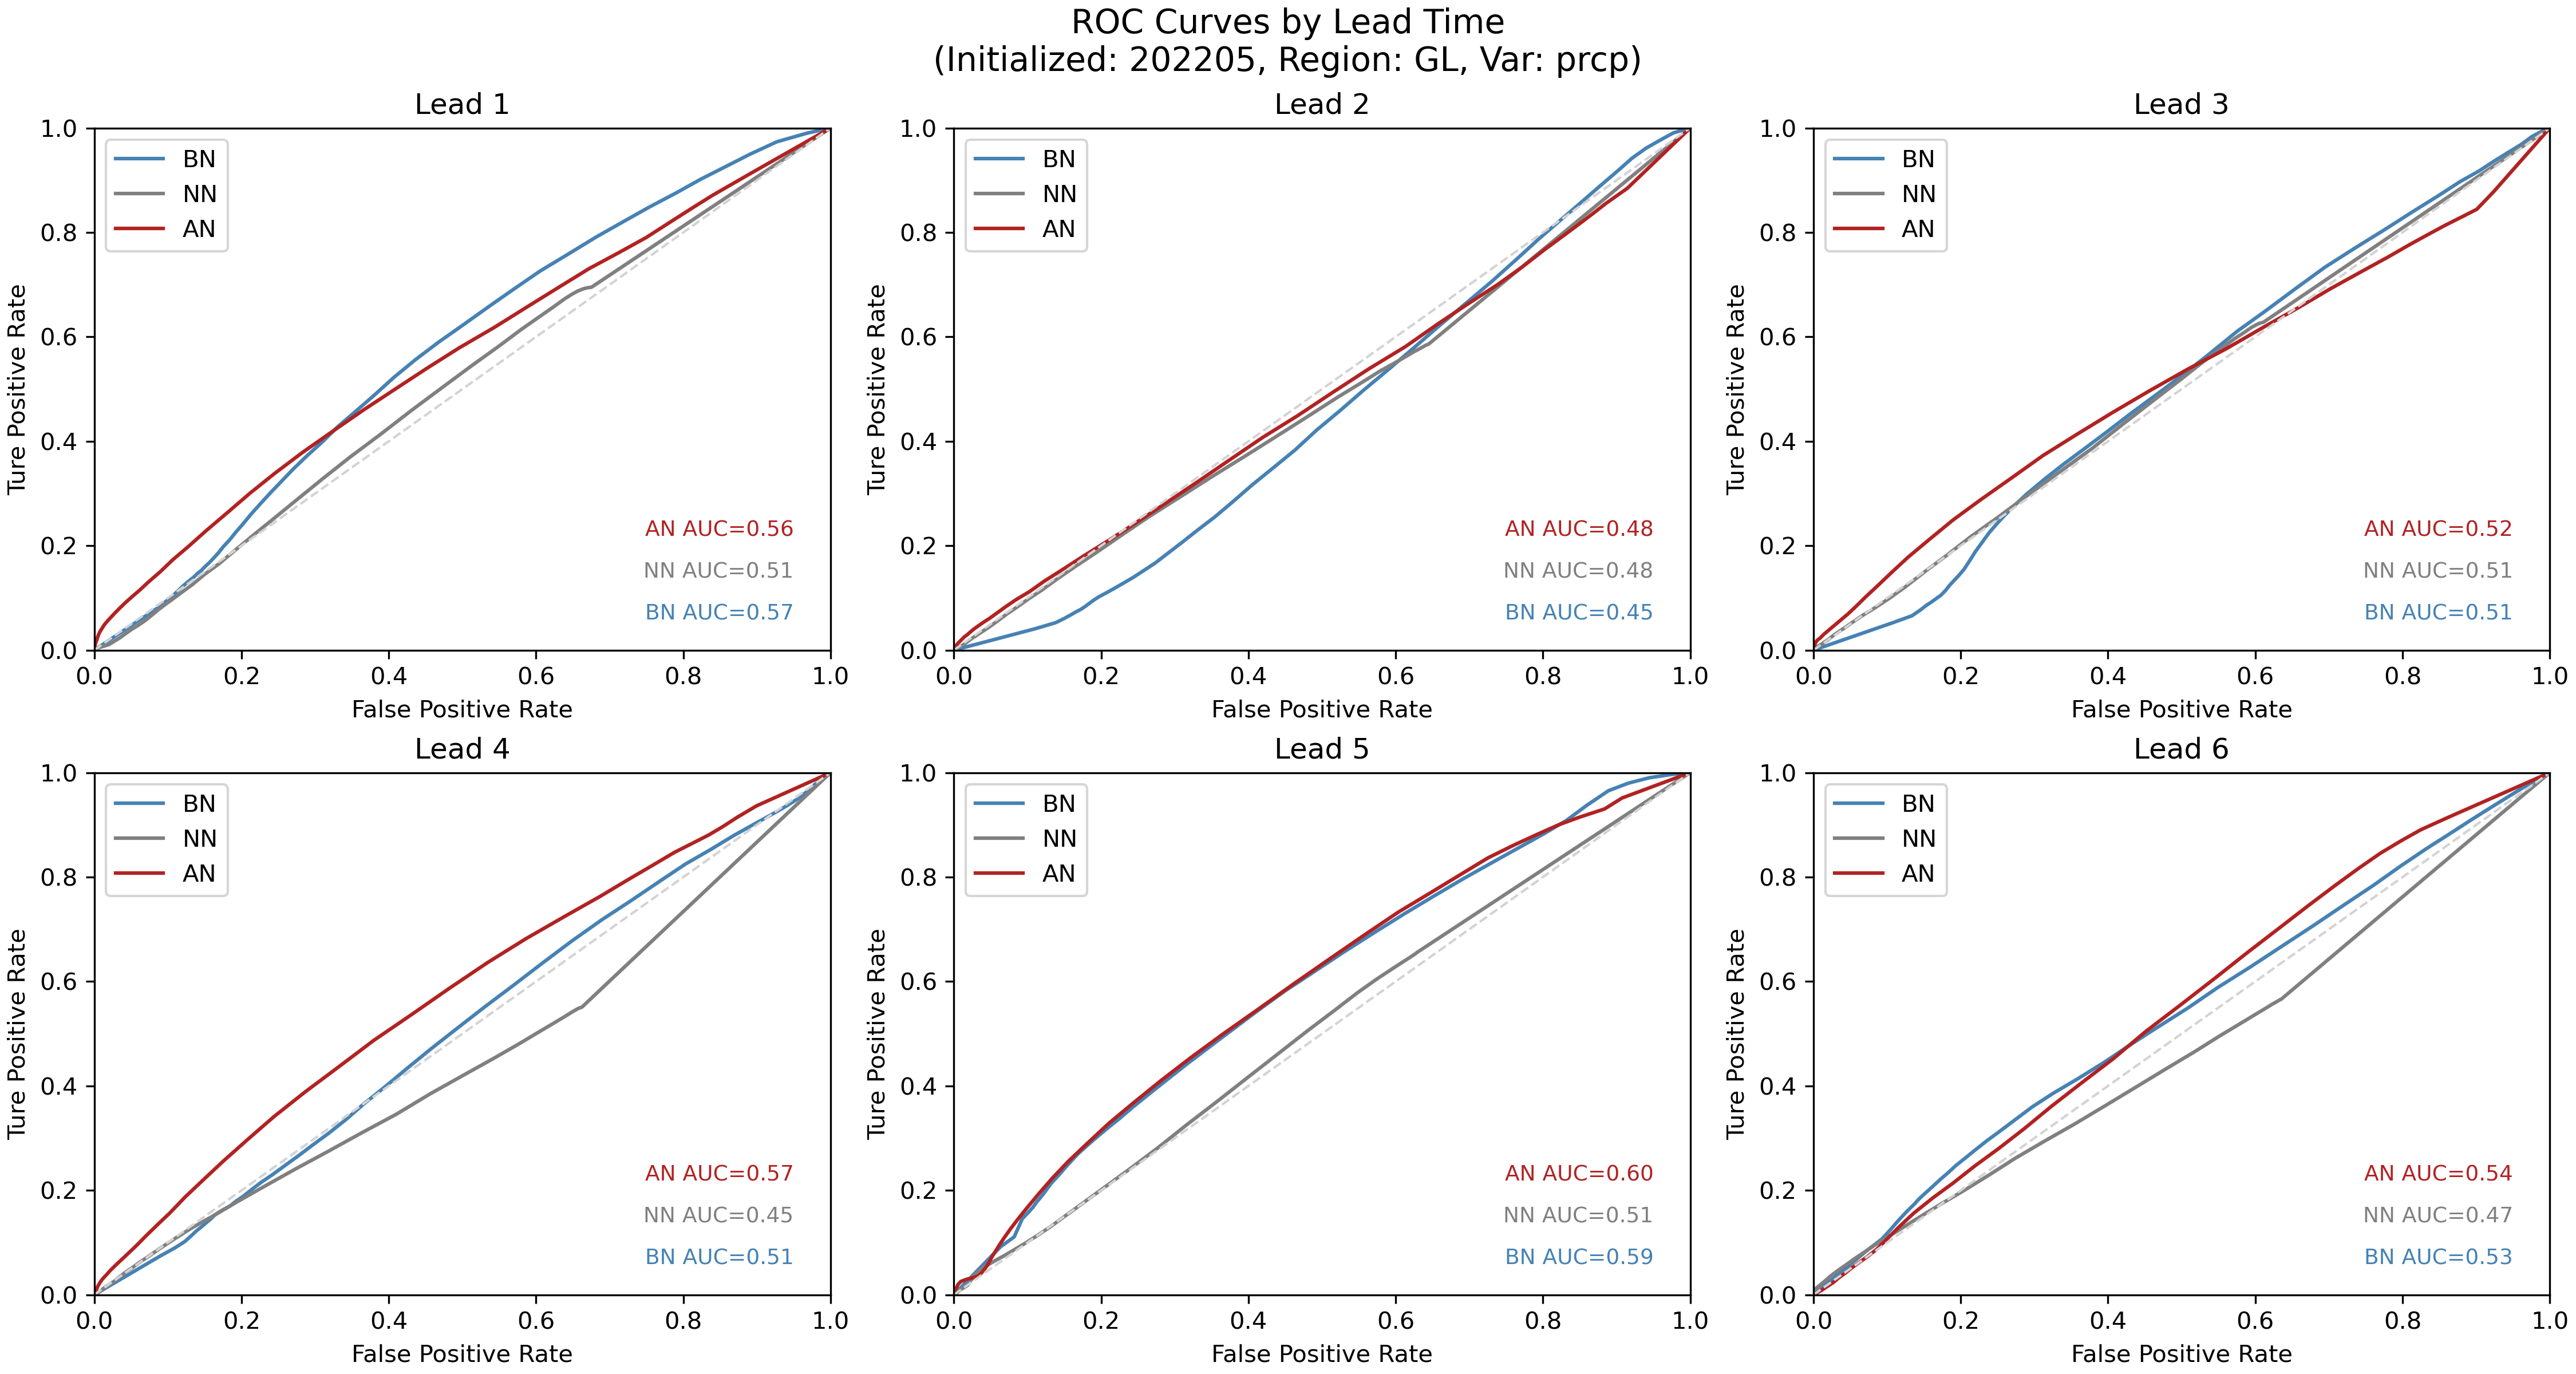 ROC Curves by Lead Time
(Initialized: 202205, Region: GL, Var: prcp)
Lead 1
1.0
0.8
0.6
0.4
0.2
0.0
Ture Positive Rate
BN
NN
AN
AN AUC=0.56
NN AUC=0.51
BN AUC=0.57
0.0 0.2 0.4 0.6 0.8 1.0
False Positive Rate
Lead 2
1.0
0.8
0.6
0.4
0.2
0.0
Ture Positive Rate
BN
NN
AN
AN AUC=0.48
NN AUC=0.48
BN AUC=0.45
0.0 0.2 0.4 0.6 0.8 1.0
False Positive Rate
Lead 3
1.0
0.8
0.6
0.4
0.2
0.0
Ture Positive Rate
BN
NN
AN
AN AUC=0.52
NN AUC=0.51
BN AUC=0.51
0.0 0.2 0.4 0.6 0.8 1.0
False Positive Rate
Lead 4
1.0
0.8
0.6
0.4
0.2
0.0
Ture Positive Rate
BN
NN
AN
AN AUC=0.57
NN AUC=0.45
BN AUC=0.51
0.0 0.2 0.4 0.6 0.8 1.0
False Positive Rate
Lead 5
1.0
0.8
0.6
0.4
0.2
0.0
Ture Positive Rate
BN
NN
AN
AN AUC=0.60
NN AUC=0.51
BN AUC=0.59
0.0 0.2 0.4 0.6 0.8 1.0
False Positive Rate
Lead 6
1.0
0.8
0.6
0.4
0.2
0.0
Ture Positive Rate
BN
NN
AN
AN AUC=0.54
NN AUC=0.47
BN AUC=0.53
0.0 0.2 0.4 0.6 0.8 1.0
False Positive Rate